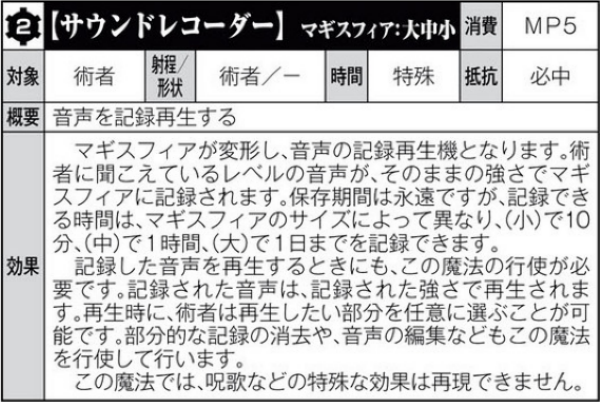 2【サウンドレコーダー】 マギスフィア:大中小 消費 MP5
対象 術者 射程/形状 術者/− 時間 特殊 抵抗 必中
概要 音声を記録再生する
効果
マギスフィアが変形し、音声の記録再生機となります。術
者に聞こえているレベルの音声が、そのままの強さでマギ
スフィアに記録されます。保存期間は永遠ですが、記録でき
る時間は、マギスフィアのサイズによって異なり、(小)で10
分、(中)で1時間、(大)で1日までを記録できます。
記録した音声を再生するときにも、この魔法の行使が必
要です。記録された音声は、記録された強さで再生されま
す。再生時に、術者は再生したい部分を任意に選ぶことが可
能です。部分的な記録の消去や、音声の編集などもこの魔法
を行使して行います。
この魔法では、呪歌などの特殊な効果は再現できません。